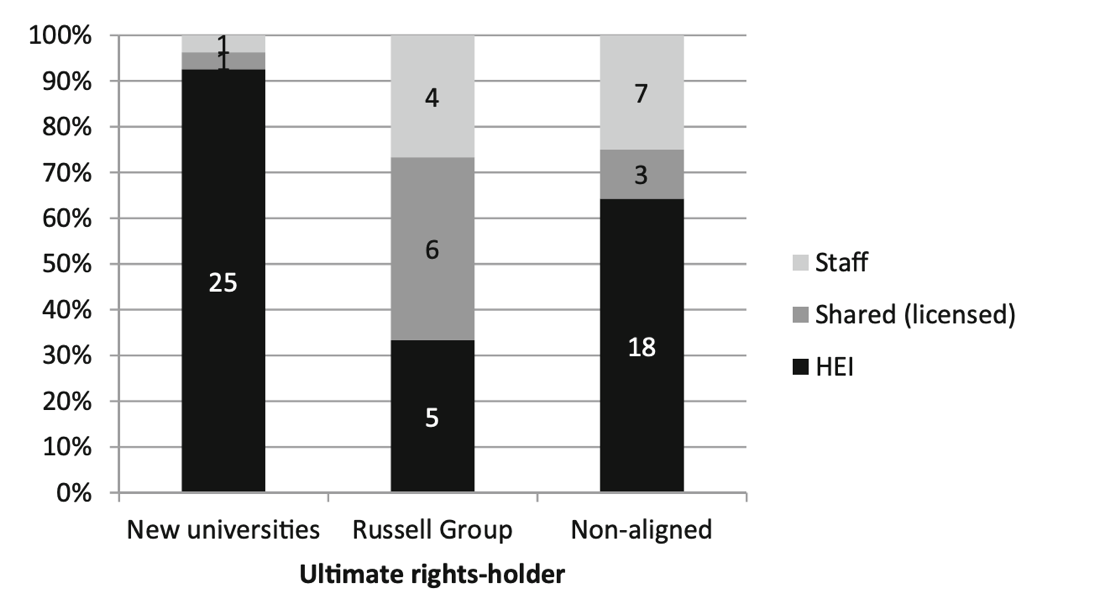 100%
90%
80%
70%
60%
50%
40%
30%
20%
10%
0%
1
1
25
4
6
5
7
3
18
New universities
Russell Group
Non-aligned
Ultimate rights-holder
Staff
Shared (licensed)
HEI